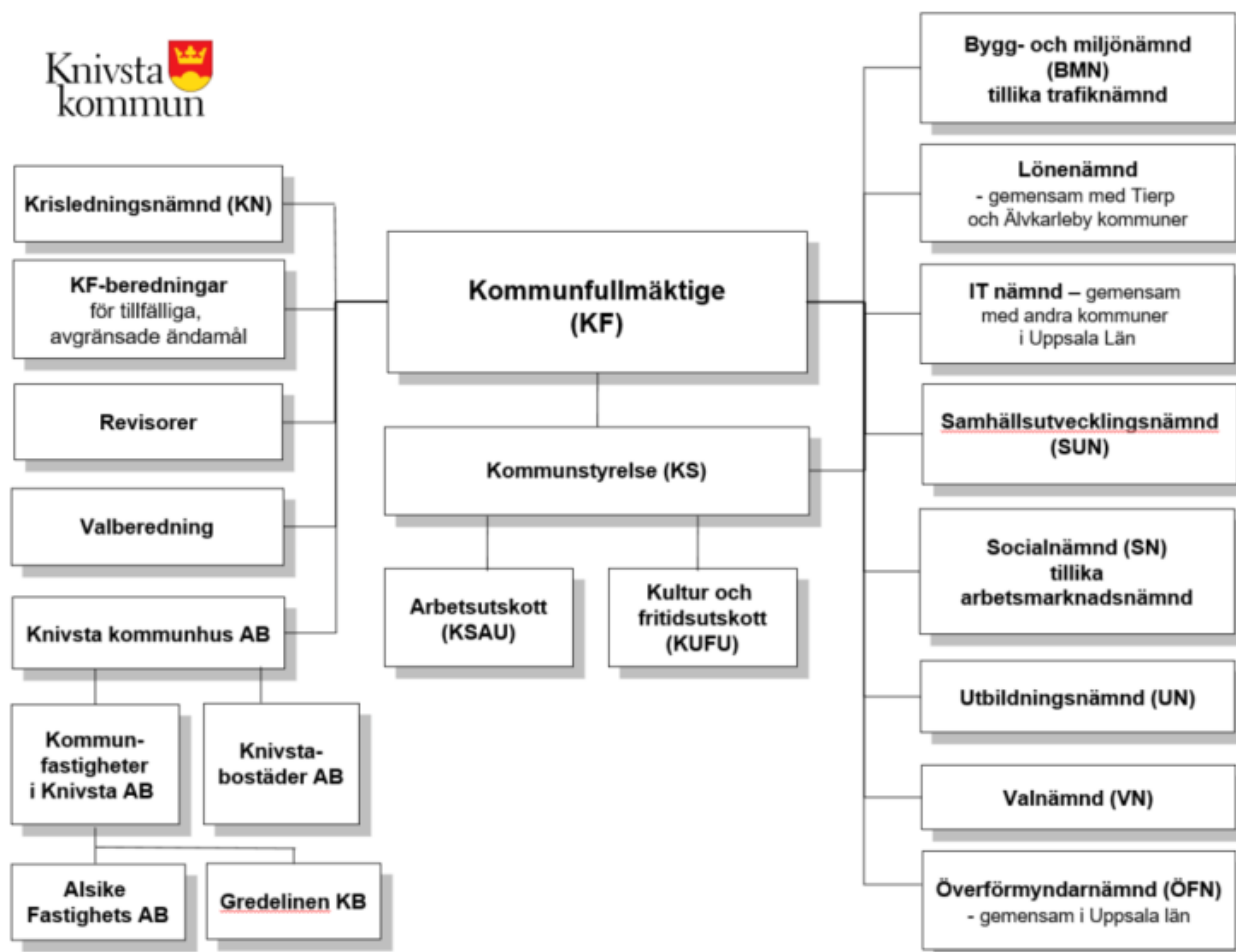 Knivsta
kommun
Krisledningsnämnd (KN)
KF-beredningar
för tillfälliga,
avgränsade ändamål
Revisorer
Valberedning
Knivsta kommunhus AB
Kommun-
fastigheter
i Knivsta AB
Knivsta-
bostäder AB
Alsike
Fastighets AB
Gredelinen KB
Kommunfullmäktige
(KF)
Kommunstyrelse (KS)
Arbetsutskott
(KSAU)
Kultur och
fritidsutskott
(KUFU)
Bygg- och miljönämnd
(BMN)
tillika trafiknämnd
Lönenämnd
- gemensam med Tierp
och Älvkarleby kommuner
IT nämnd – gemensam
med andra kommuner
i Uppsala Län
Samhällsutvecklingsnämnd
(SUN)
Socialnämnd (SN)
tillika
arbetsmarknadsnämnd
Utbildningsnämnd (UN)
Valnämnd (VN)
Överförmyndarnämnd (ÖFN)
- gemensam i Uppsala län